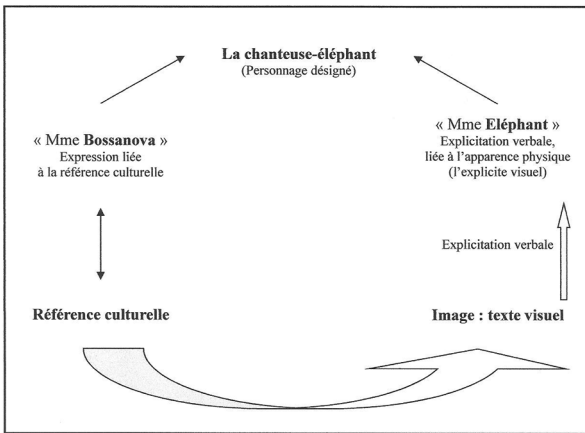 La chanteuse-éléphant
(Personnage désigné)
« Mme Bossanova »
Expression liée
à la référence culturelle
« Mme Eléphant »
Explicitation verbale,
liée à l'apparence physique
(l'explicite visuel)
Explicitation verbale
Référence culturelle
Image : texte visuel